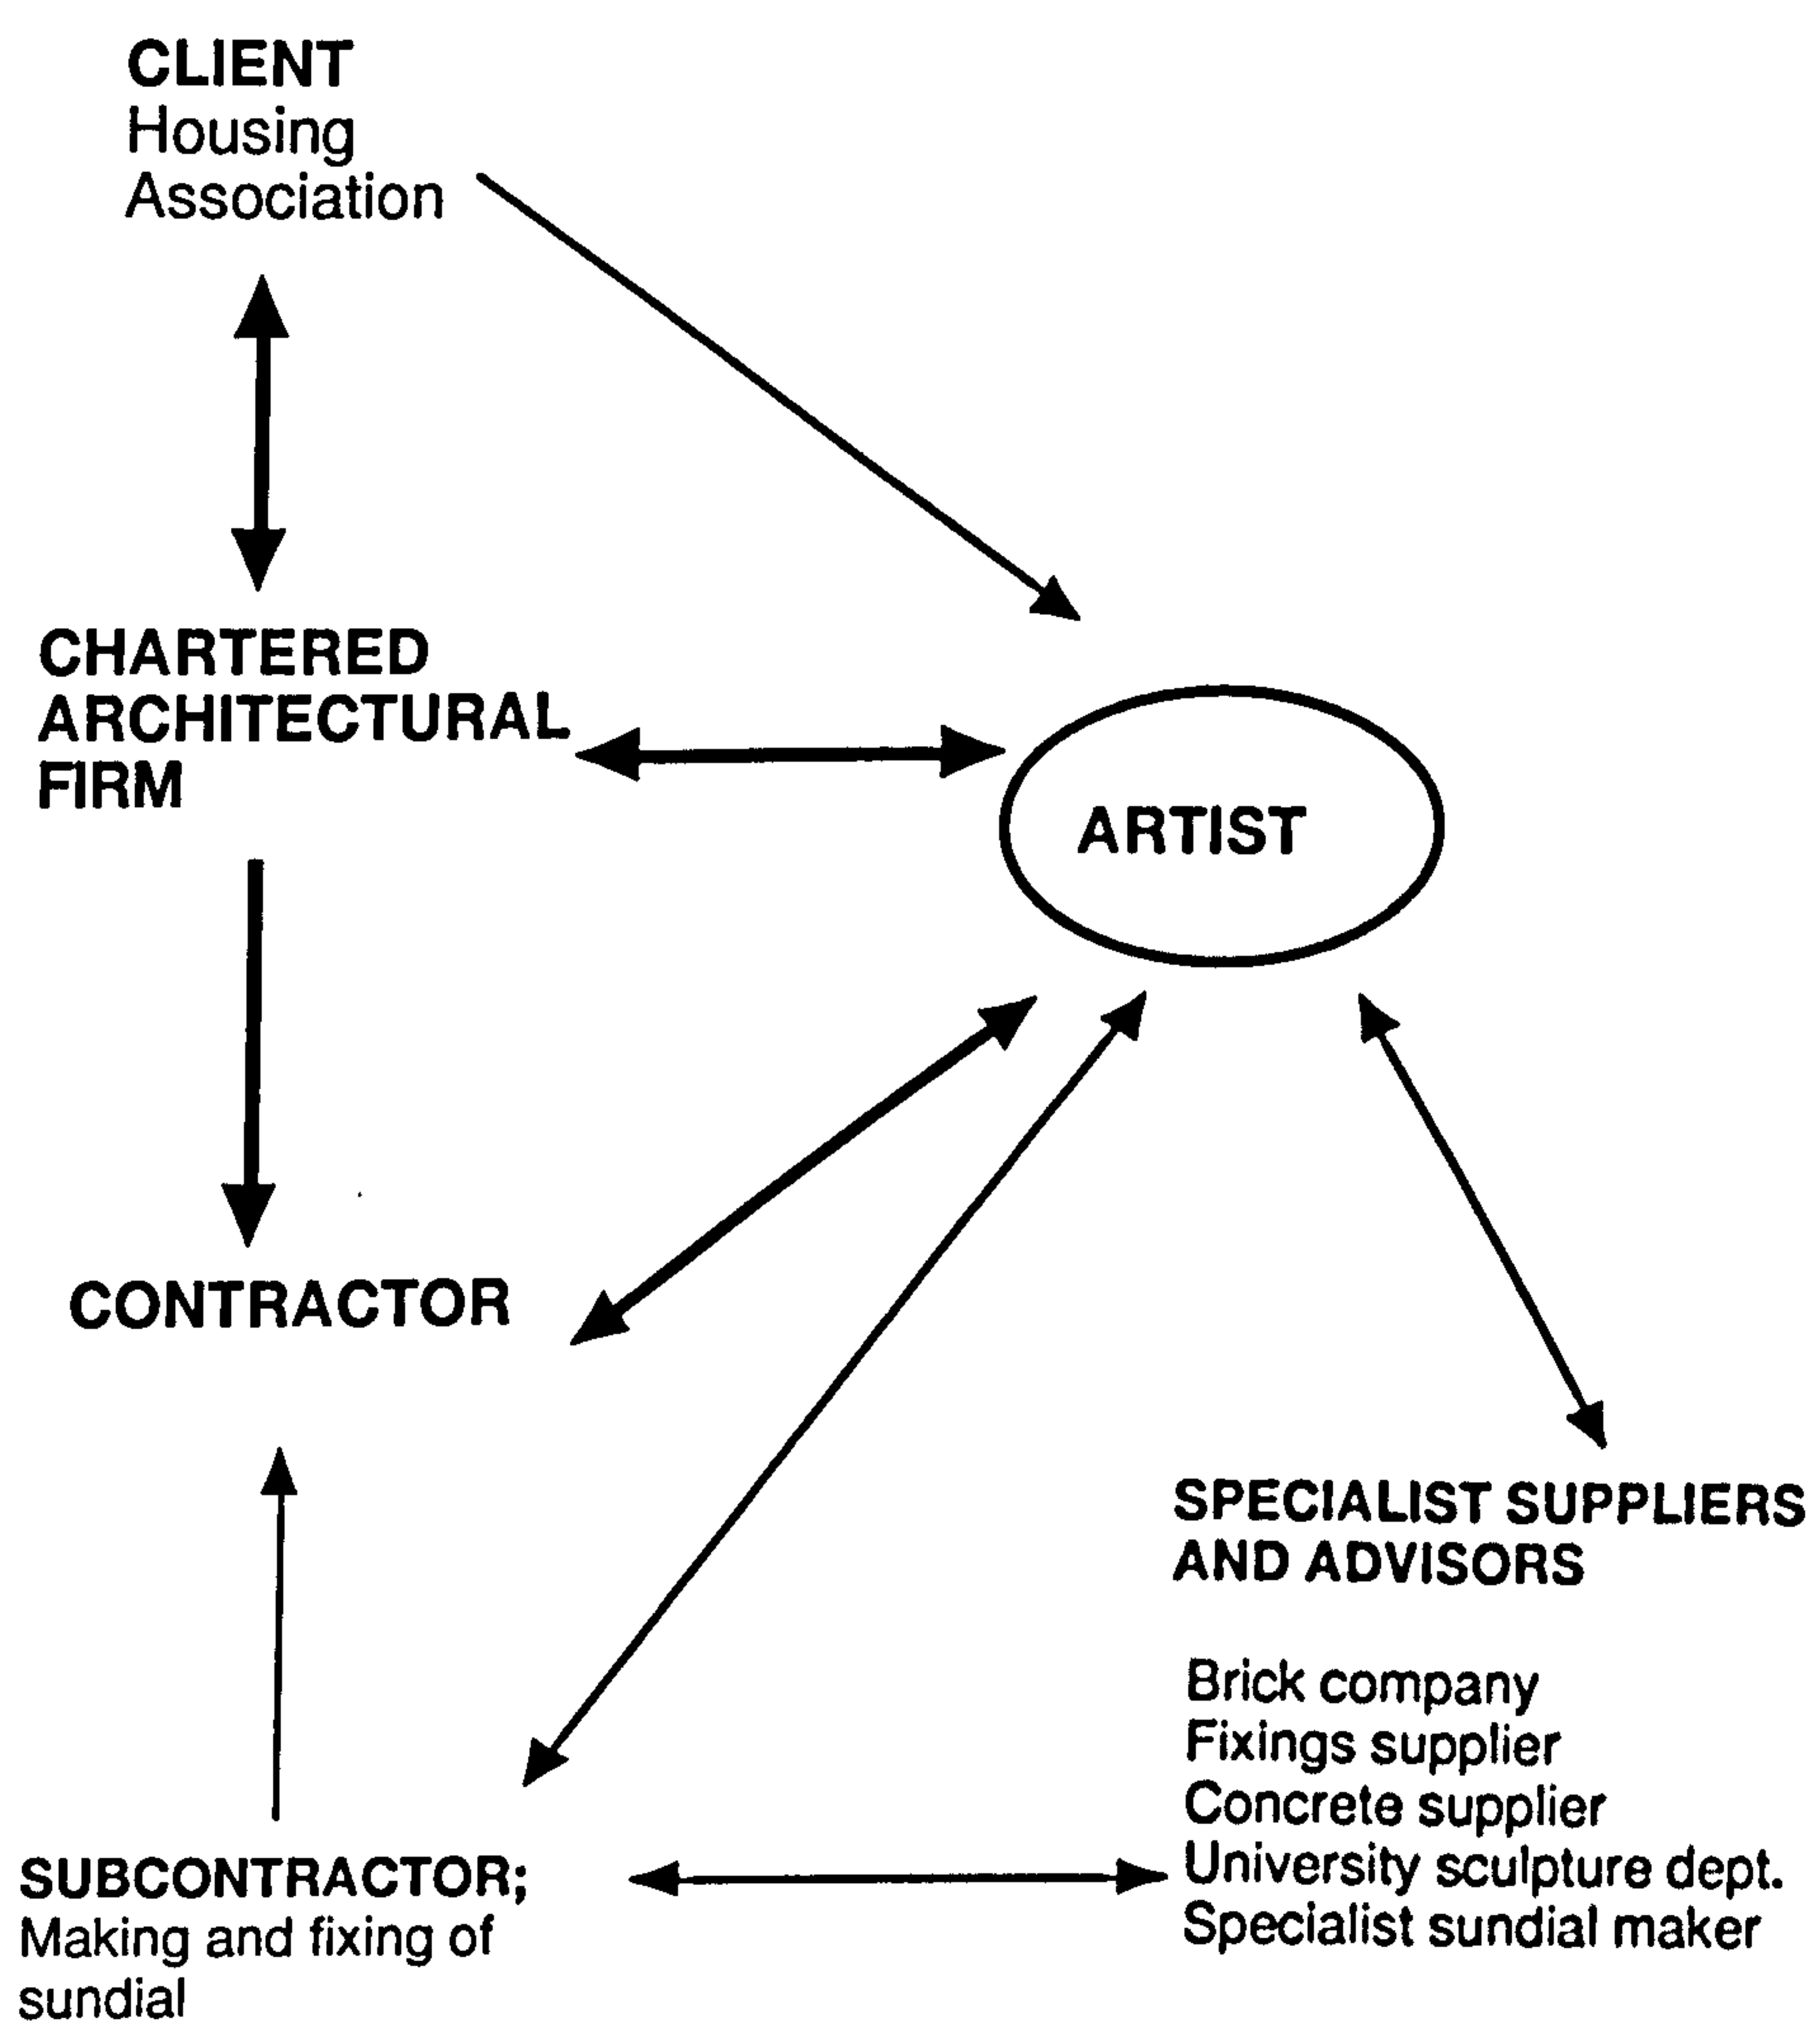 CLIENT
Housing
Association
CHARTERED
ARCHITECTURAL
FIRM
ARTIST
CONTRACTOR
SPECIALIST SUPPLIERS
AND ADVISORS
Brick company
Fixings supplier
Concrete supplier
University sculpture dept.
Specialist sundial maker
SUBCONTRACTOR;
Making and fixing of
sundial